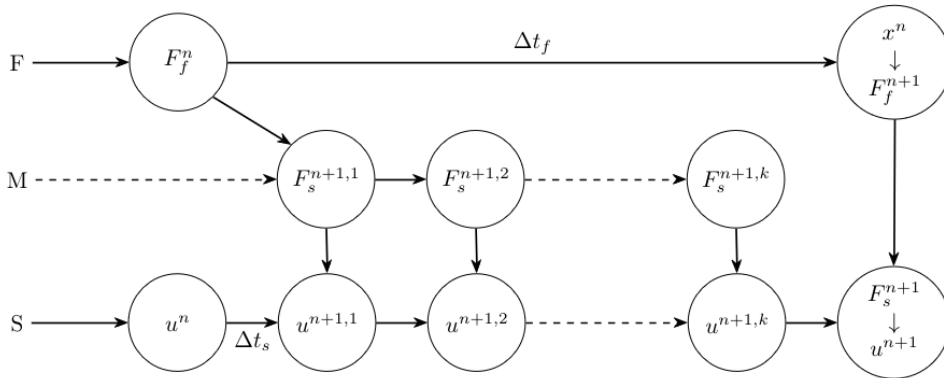 F
F_f^n
Δt_f
x^n
↓
F_f^{n+1}
M
F_s^{n+1,1}
F_s^{n+1,2}
F_s^{n+1,k}
S
u^n
Δt_s
u^{n+1,1}
u^{n+1,2}
u^{n+1,k}
F_s^{n+1}
↓
u^{n+1}